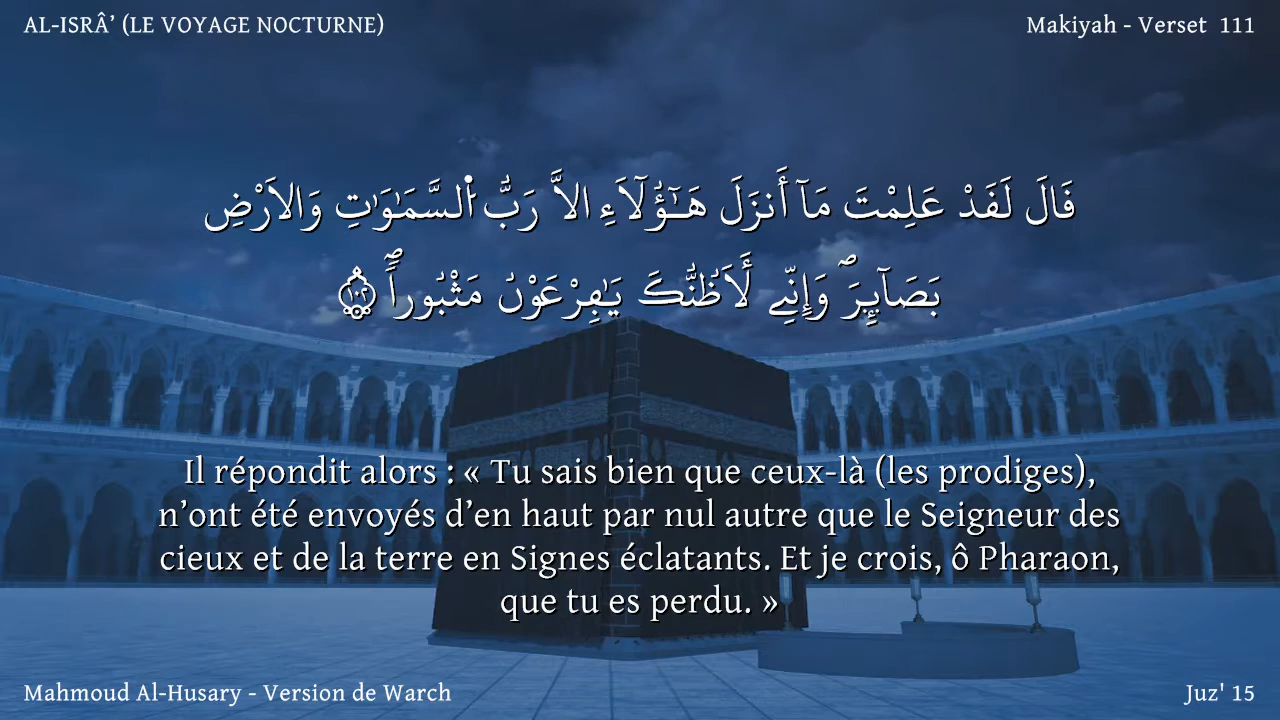 AL-ISRÂ’ (LE VOYAGE NOCTURNE)
Makiyah - Verset 111
قَالَ لَقَدْ عَلِمْتَ مَآ أَنزَلَ هَـٰٓؤُلَآءِ الاَّ رَبُّ اُ۬لسَّمَـٰوَٰتِ وَالاَرْضِ
بَصَآئِرَۖ وَإِنِّے لَأَظُنُّكَ يَـٰفِرْعَوْنُ مَثْبُوراٗۖ ١٠٢
Il répondit alors : « Tu sais bien que ceux-là (les prodiges),
n’ont été envoyés d’en haut par nul autre que le Seigneur des
cieux et de la terre en Signes éclatants. Et je crois, ô Pharaon,
que tu es perdu. »
Mahmoud Al-Husary - Version de Warch
Juz' 15